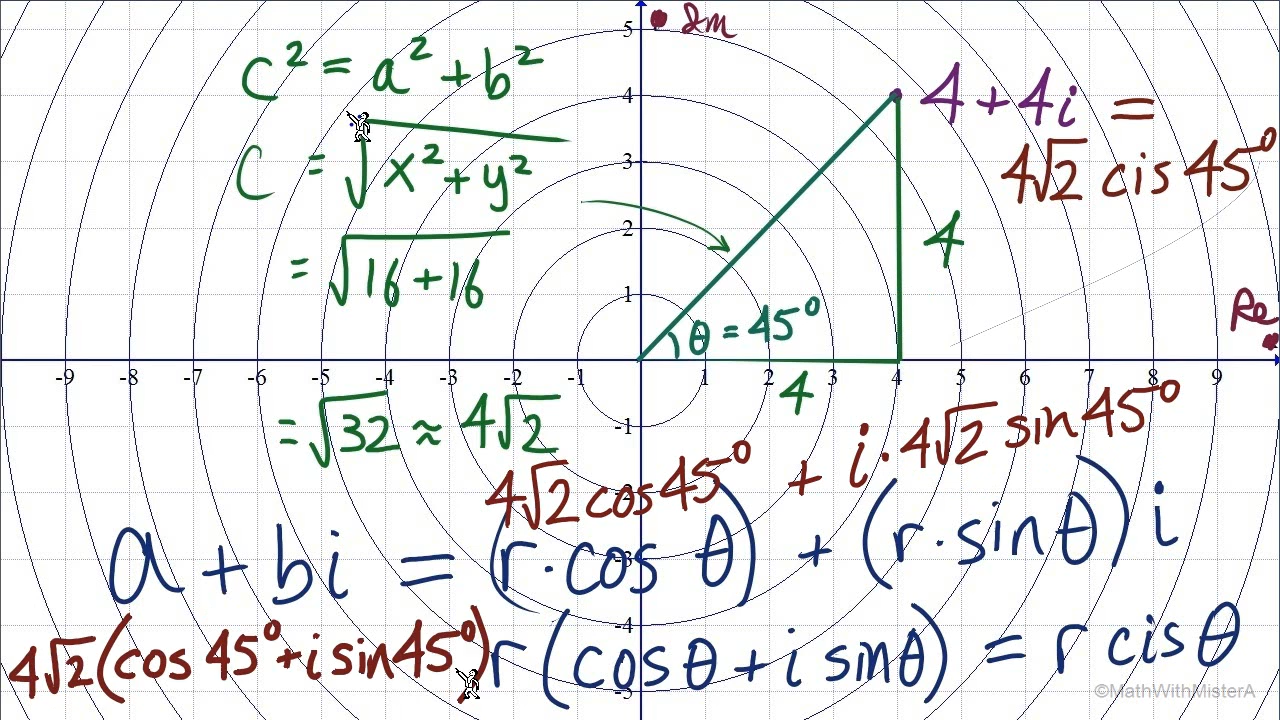 5 Im
c² = a² + b²
4 + 4i =
4
C = √x² + y²
3
4√2 cis 45°
2
4
= √16 + 16
1
Re
θ = 45°
-9 -8 -7 -6 -5 -4 -3 -2 -1 1 2 3 4 5 6 7 8 9
4
= √32 ≈ 4√2
-1
4√2 cos 45° + i · 4√2 sin 45°
-2
a + bi = (r · cos θ) + (r · sin θ) i
-3
-4
4√2 (cos 45° + i sin 45°) r (cos θ + i sin θ) = r cis θ
-5
©MathWithMisterA